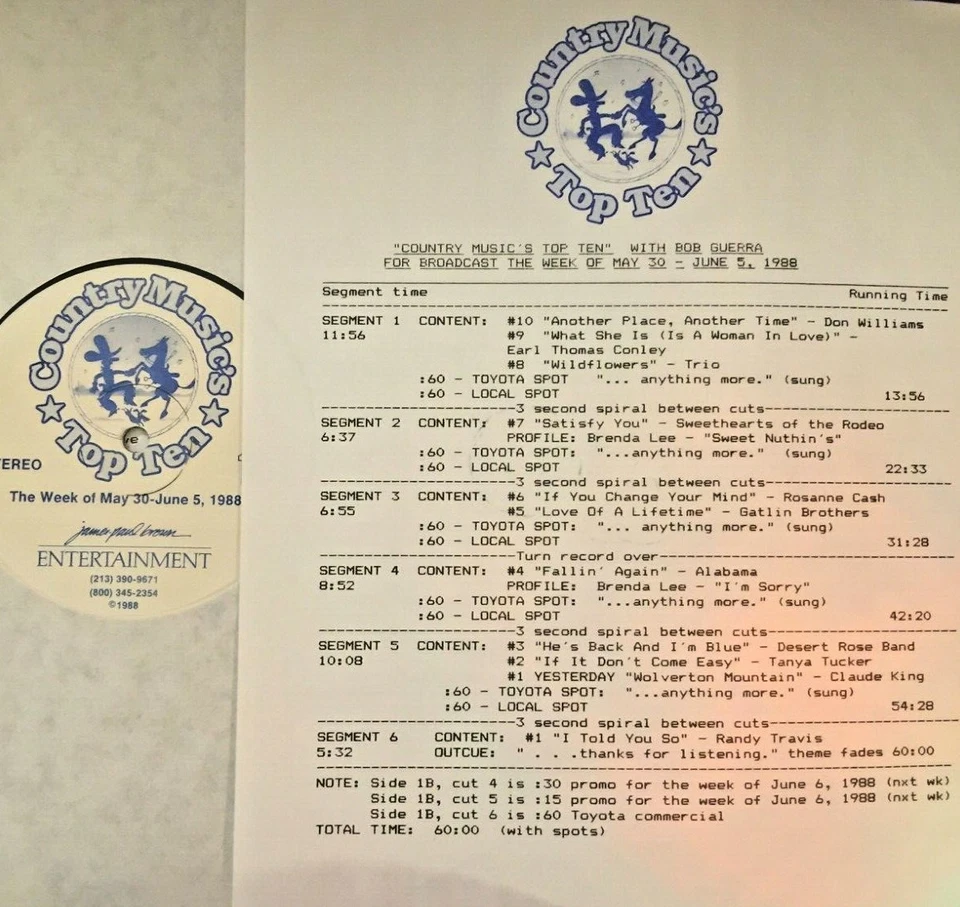 Country Music's
Top Ten
"COUNTRY MUSIC'S TOP TEN" WITH BOB GUERRA
FOR BROADCAST THE WEEK OF MAY 30 - JUNE 5, 1988
Segment time Running Time
SEGMENT 1 CONTENT: #10 "Another Place, Another Time" - Don Williams
11:56 #9 "What She Is (Is A Woman In Love)" -
Earl Thomas Conley
#8 "Wildflowers" - Trio
:60 - TOYOTA SPOT "... anything more." (sung)
:60 - LOCAL SPOT 13:56
3 second spiral between cuts
SEGMENT 2 CONTENT: #7 "Satisfy You" - Sweethearts of the Rodeo
6:37 PROFILE: Brenda Lee - "Sweet Nuthin's"
:60 - TOYOTA SPOT: "...anything more." (sung)
:60 - LOCAL SPOT 22:33
3 second spiral between cuts
SEGMENT 3 CONTENT: #6 "If You Change Your Mind" - Rosanne Cash
6:55 #5 "Love Of A Lifetime" - Gatlin Brothers
:60 - TOYOTA SPOT: "... anything more." (sung)
:60 - LOCAL SPOT 31:28
Turn record over
SEGMENT 4 CONTENT: #4 "Fallin' Again" - Alabama
8:52 PROFILE: Brenda Lee - "I'm Sorry"
:60 - TOYOTA SPOT: "...anything more." (sung)
:60 - LOCAL SPOT 42:20
3 second spiral between cuts
SEGMENT 5 CONTENT: #3 "He's Back And I'm Blue" - Desert Rose Band
10:08 #2 "If It Don't Come Easy" - Tanya Tucker
#1 YESTERDAY "Wolverton Mountain" - Claude King
:60 - TOYOTA SPOT: "...anything more." (sung)
:60 - LOCAL SPOT 54:28
3 second spiral between cuts
SEGMENT 6 CONTENT: #1 "I Told You So" - Randy Travis
5:32 OUTCUE: " . . .thanks for listening." theme fades 60:00
NOTE: Side 1B, cut 4 is :30 promo for the week of June 6, 1988 (nxt wk)
Side 1B, cut 5 is :15 promo for the week of June 6, 1988 (nxt wk)
Side 1B, cut 6 is :60 Toyota commercial
TOTAL TIME: 60:00 (with spots)
Country Music's
Top Ten
TEREO
The Week of May 30-June 5, 1988
james paul brown
ENTERTAINMENT
(213) 390-9671
(800) 345-2354
©1988